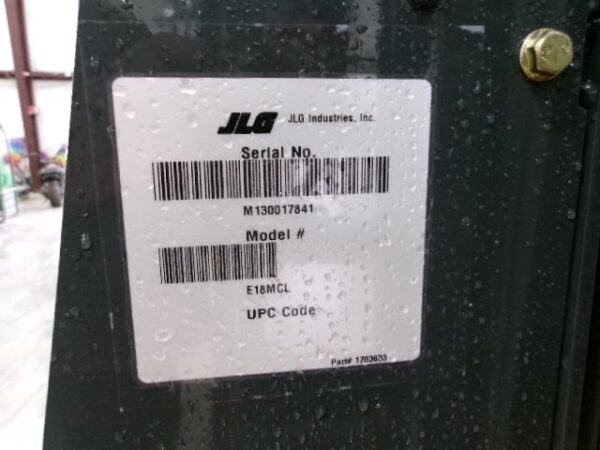 JLG JLG Industries, Inc.
Serial No.
M130017841
Model #
E18MCL
UPC Code
Part# 1703633